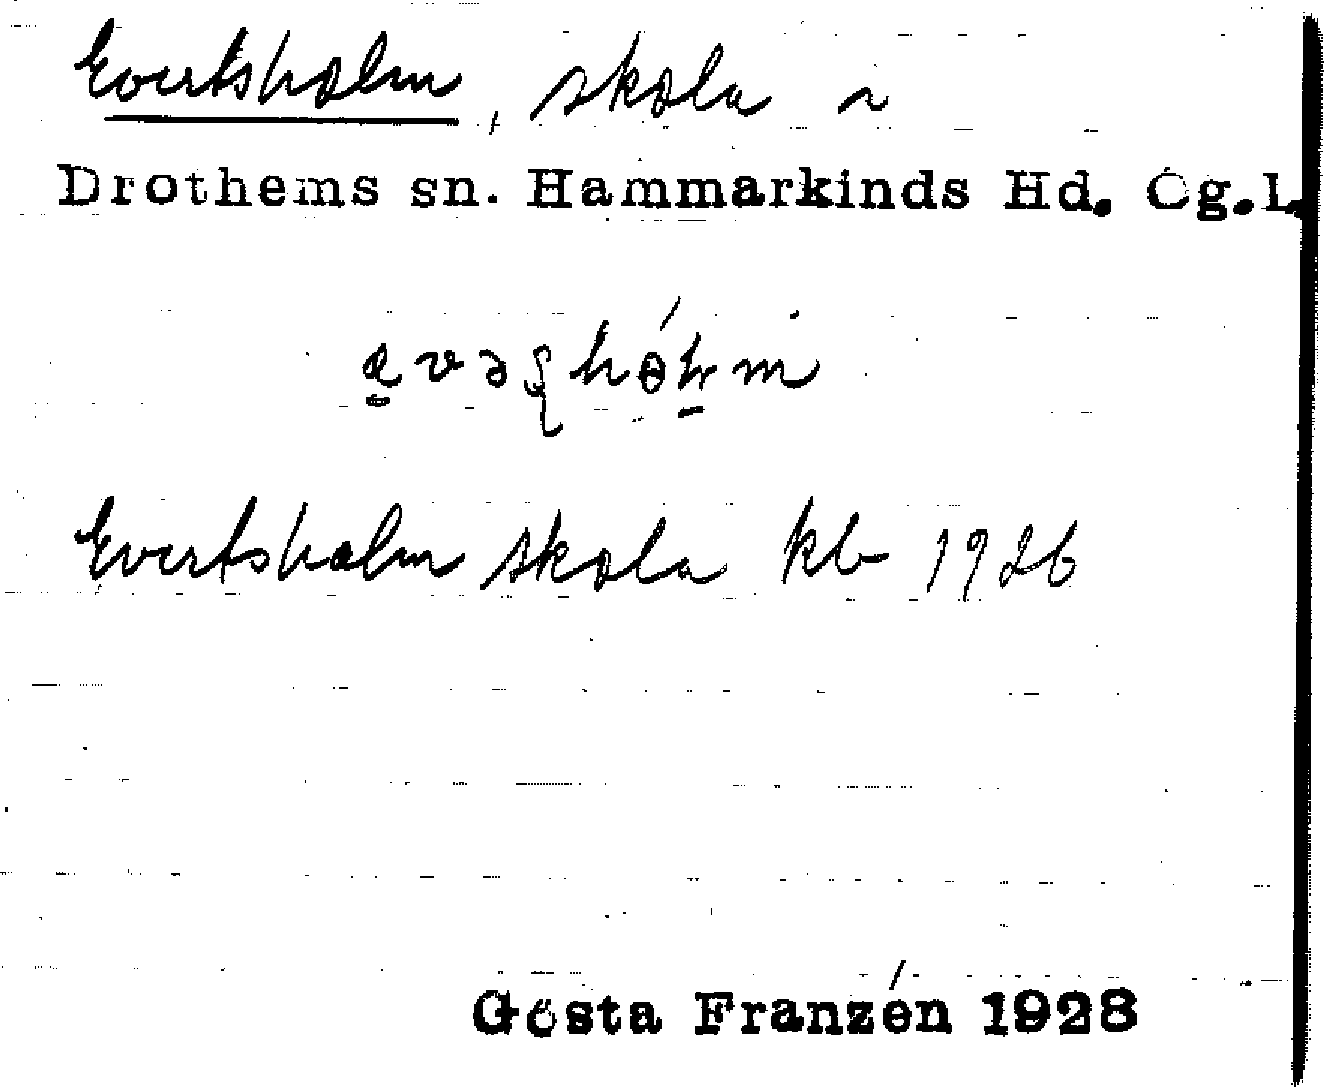 Evertsholm, skola ~
Drothems sn. Hammarkinds Hd. Ög.L.
Evertsholm skola kb 1926
Gösta Franzén 1928